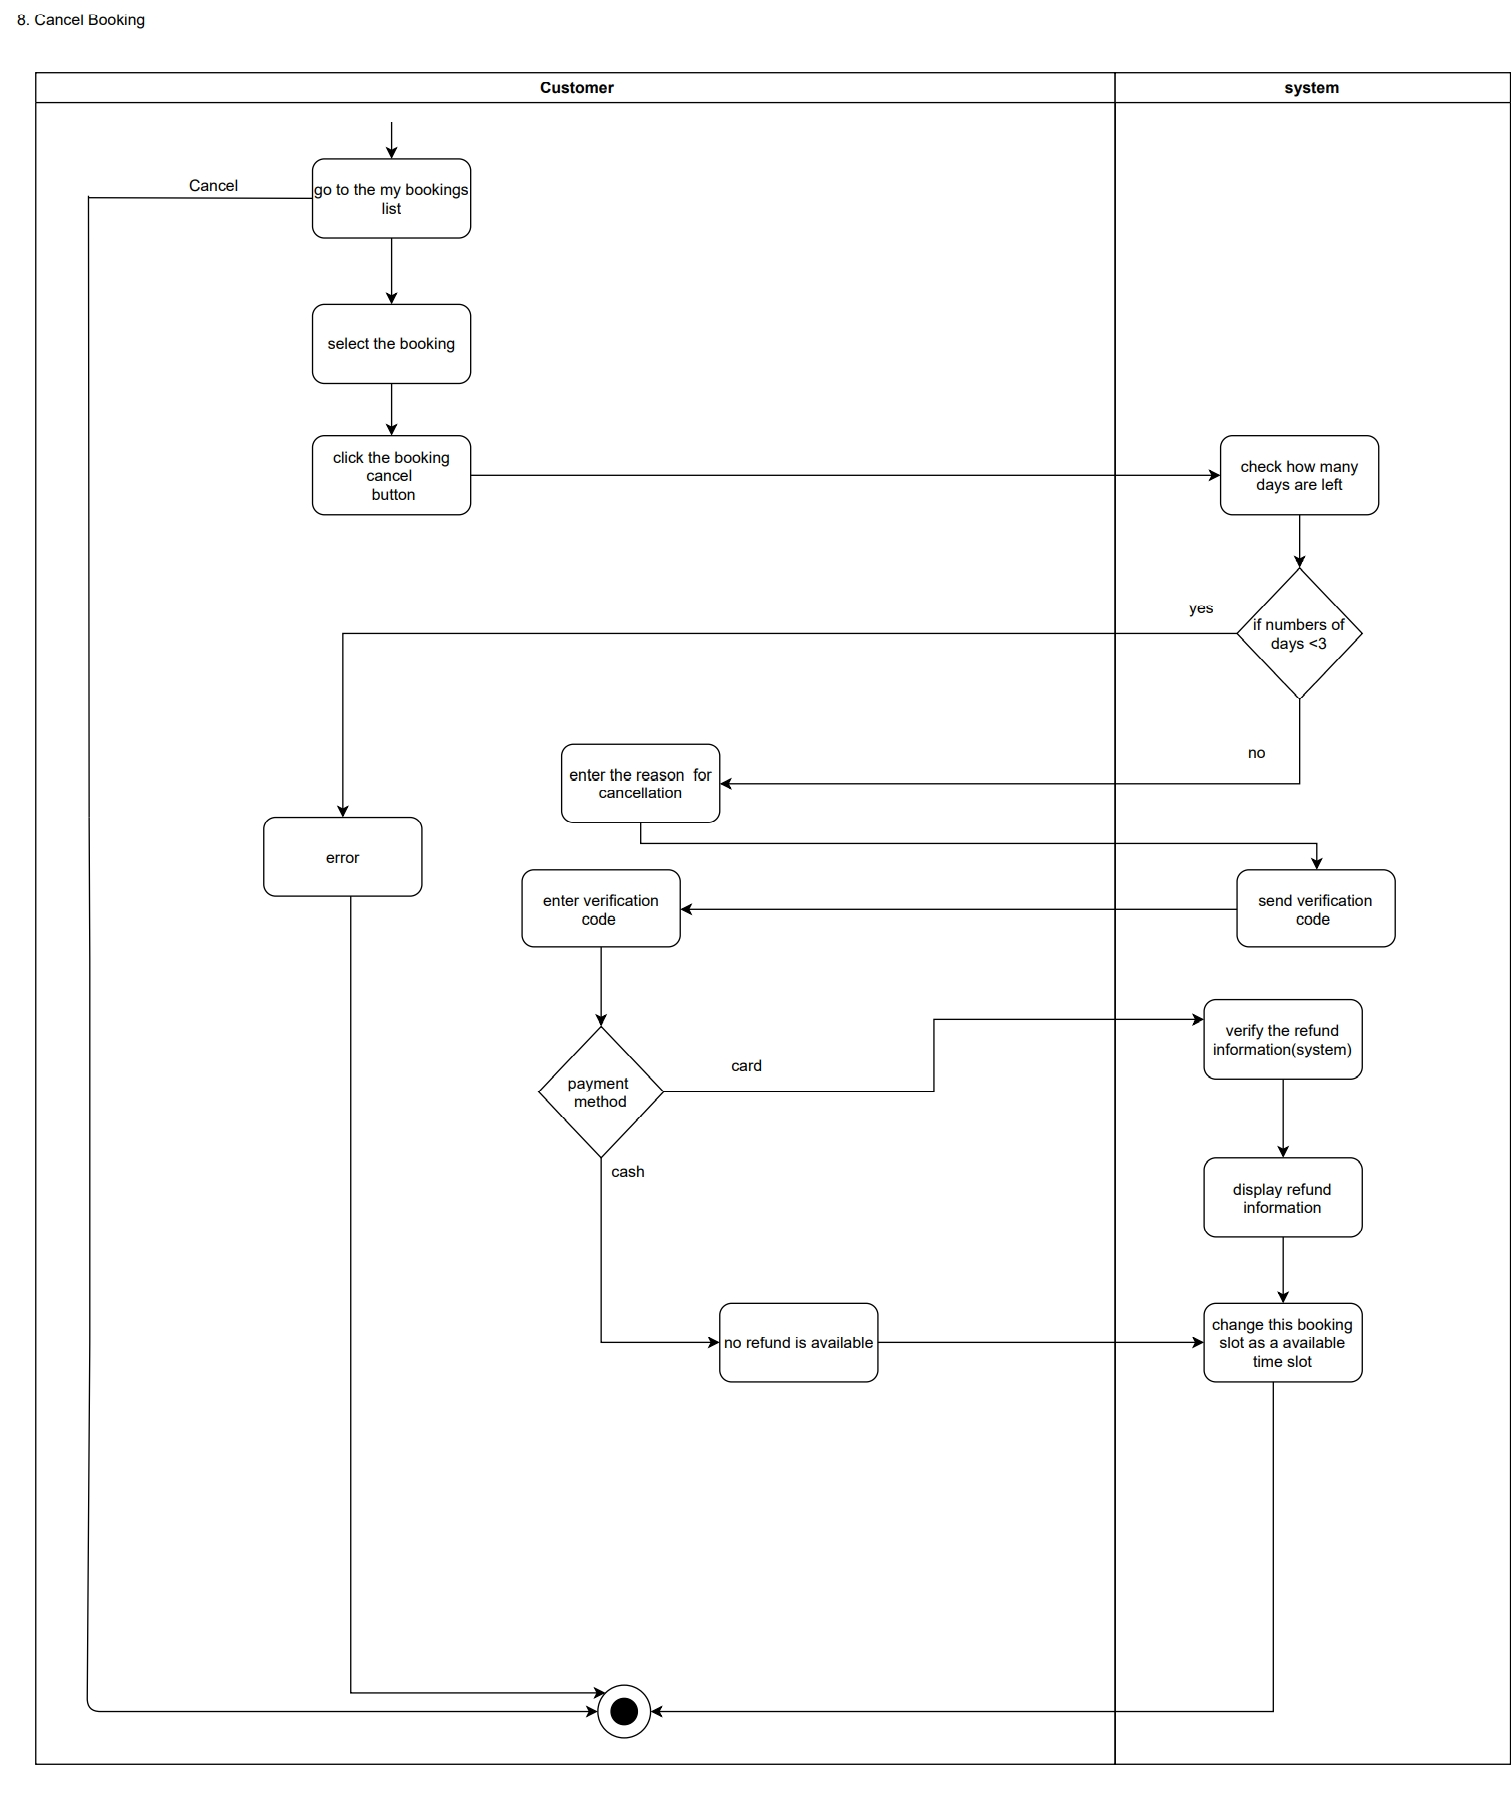 8. Cancel Booking
Customer
system
Cancel
go to the my bookings
list
select the booking
click the booking
cancel
button
check how many
days are left
yes
if numbers of
days <3
no
enter the reason  for
cancellation
error
enter verification
code
send verification
code
verify the refund
information(system)
card
payment
method
cash
display refund
information
no refund is available
change this booking
slot as a available
time slot